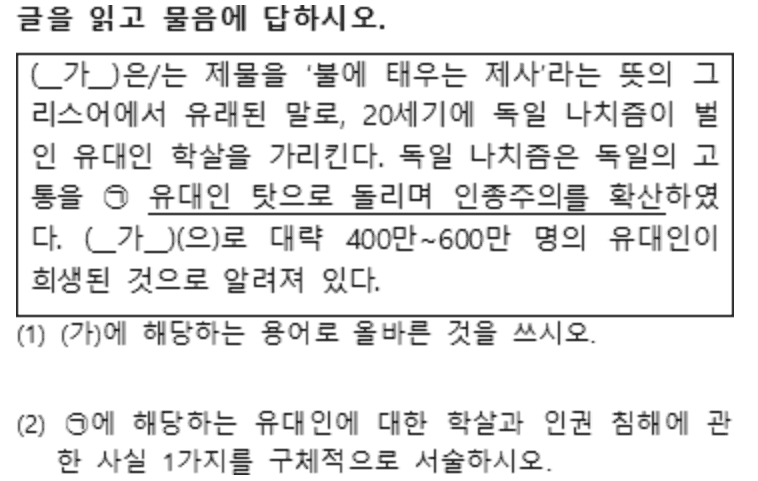 글을 읽고 물음에 답하시오.
(_가_)은/는 제물을 '불에 태우는 제사'라는 뜻의 그
리스어에서 유래된 말로, 20세기에 독일 나치즘이 벌
인 유대인 학살을 가리킨다. 독일 나치즘은 독일의 고
통을 ㉠ 유대인 탓으로 돌리며 인종주의를 확산하였
다. (_가_)(으)로 대략 400만~600만 명의 유대인이
희생된 것으로 알려져 있다.
(1) (가)에 해당하는 용어로 올바른 것을 쓰시오.
(2) ㉠에 해당하는 유대인에 대한 학살과 인권 침해에 관
한 사실 1가지를 구체적으로 서술하시오.